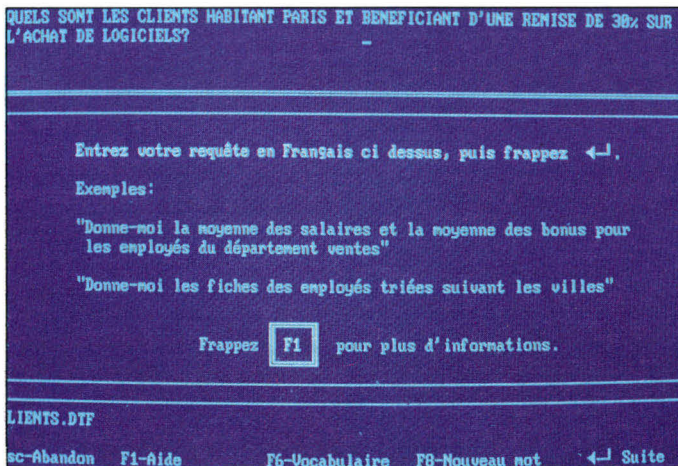 QUELS SONT LES CLIENTS HABITANT PARIS ET BENEFICIANT D'UNE REMISE DE 30% SUR
L'ACHAT DE LOGICIELS?
Entrez votre requête en Français ci dessus, puis frappez ↵.
Exemples:
"Donne-moi la moyenne des salaires et la moyenne des bonus pour
les employés du département ventes"
"Donne-moi les fiches des employés triées suivant les villes"
Frappez F1 pour plus d'informations.
LIENTS.DTF
sc-Abandon F1-Aide F6-Vocabulaire F8-Nouveau mot ↵ Suite